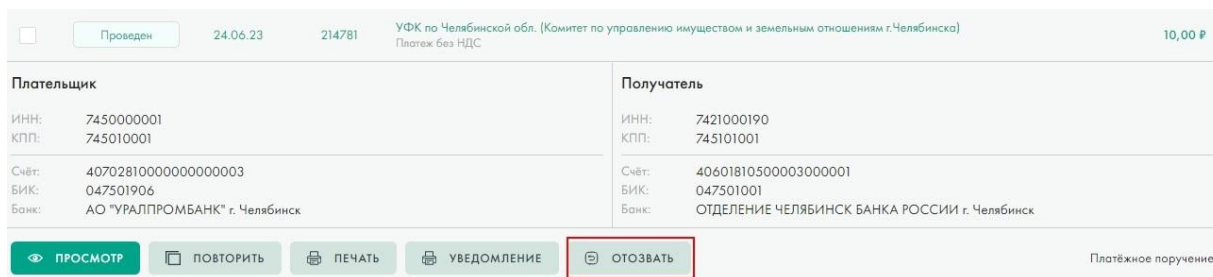 Проведен 24.06.23 214781 УФК по Челябинской обл. (Комитет по управлению имуществом и земельным отношениям г.Челябинска) 10,00 ₽
Платеж без НДС
Плательщик
ИНН: 7450000001
КПП: 745010001
Счёт: 40702810000000000003
БИК: 047501906
Банк: АО "УРАЛПРОМБАНК" г. Челябинск
Получатель
ИНН: 7421000190
КПП: 745101001
Счёт: 40601810500003000001
БИК: 047501001
Банк: ОТДЕЛЕНИЕ ЧЕЛЯБИНСК БАНКА РОССИИ г. Челябинск
ПРОСМОТР ПОВТОРИТЬ ПЕЧАТЬ УВЕДОМЛЕНИЕ ОТОЗВАТЬ Платёжное поручение